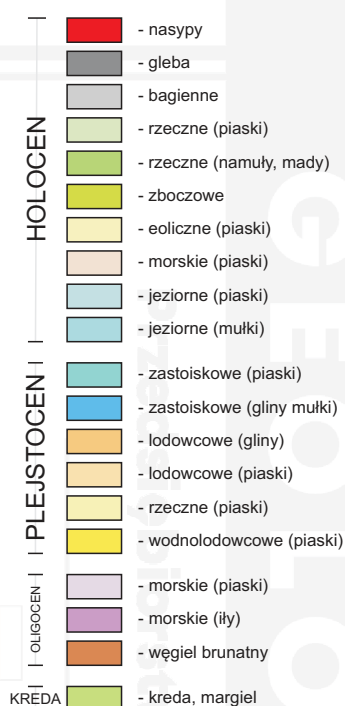 HOLOCEN
- nasypy
- gleba
- bagienne
- rzeczne (piaski)
- rzeczne (namuły, mady)
- zboczowe
- eoliczne (piaski)
- morskie (piaski)
- jeziorne (piaski)
- jeziorne (mułki)
PLEJSTOCEN
- zastoiskowe (piaski)
- zastoiskowe (gliny mułki)
- lodowcowe (gliny)
- lodowcowe (piaski)
- rzeczne (piaski)
- wodnolodowcowe (piaski)
OLIGOCEN
- morskie (piaski)
- morskie (iły)
- węgiel brunatny
KREDA
- kreda, margiel
GEOLO